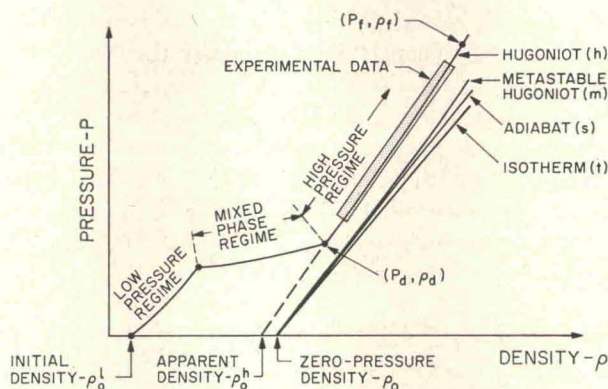 (P_f, ρ_f)
HUGONIOT (h)
EXPERIMENTAL DATA
METASTABLE
HUGONIOT (m)
ADIABAT (s)
ISOTHERM (t)
PRESSURE-P
HIGH
PRESSURE
REGIME
MIXED
PHASE
REGIME
LOW
PRESSURE
REGIME
(P_d, ρ_d)
INITIAL
DENSITY-ρ_o^l
APPARENT
DENSITY-ρ_o^h
ZERO-PRESSURE
DENSITY-ρ_o
DENSITY-ρ